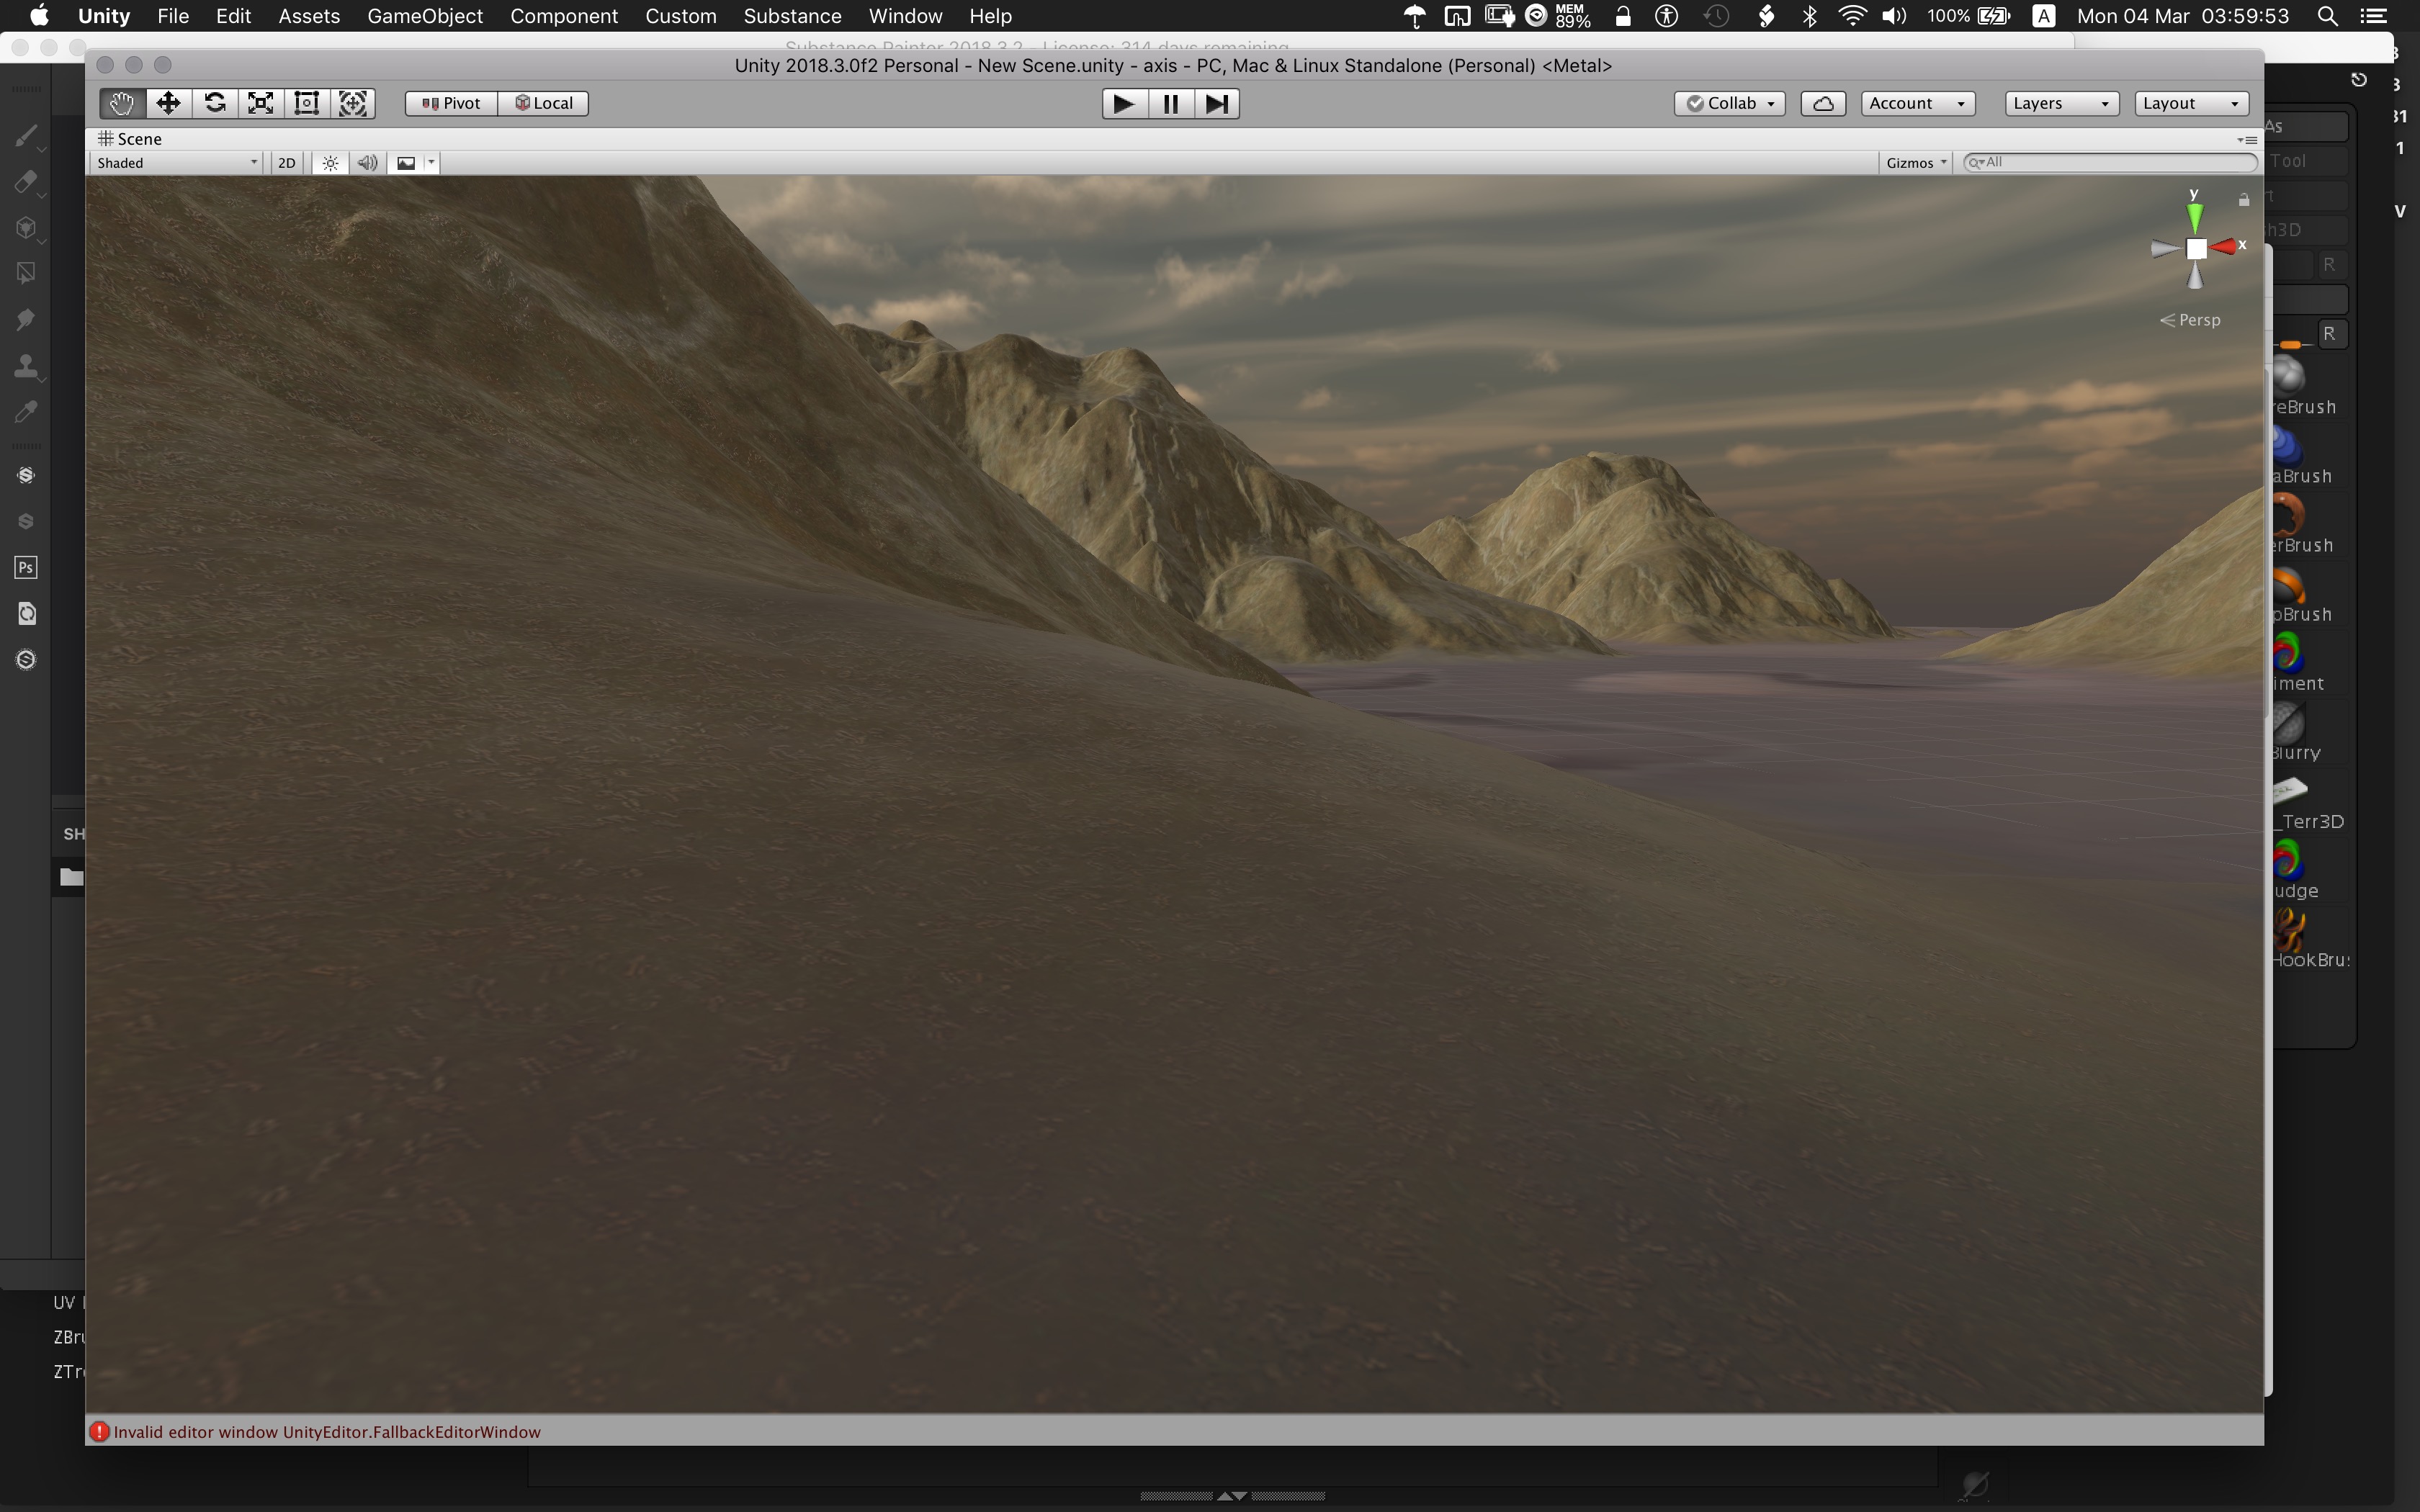 Unity File Edit Assets GameObject Component Custom Substance Window Help MEM 89% 100% A Mon 04 Mar 03:59:53
Substance Painter 2018.3.2 - License: 314 days remaining
Unity 2018.3.0f2 Personal - New Scene.unity - axis - PC, Mac & Linux Standalone (Personal) <Metal>
Pivot Local Collab Account Layers Layout
Scene
Shaded 2D Gizmos All
y
x
Persp
As
Tool
h3D
R
R
reBrush
aBrush
erBrush
pBrush
Ps
iment
Blurry
_Terr3D
SH
udge
HookBru
UV
ZBru
ZTr
Invalid editor window UnityEditor.FallbackEditorWindow